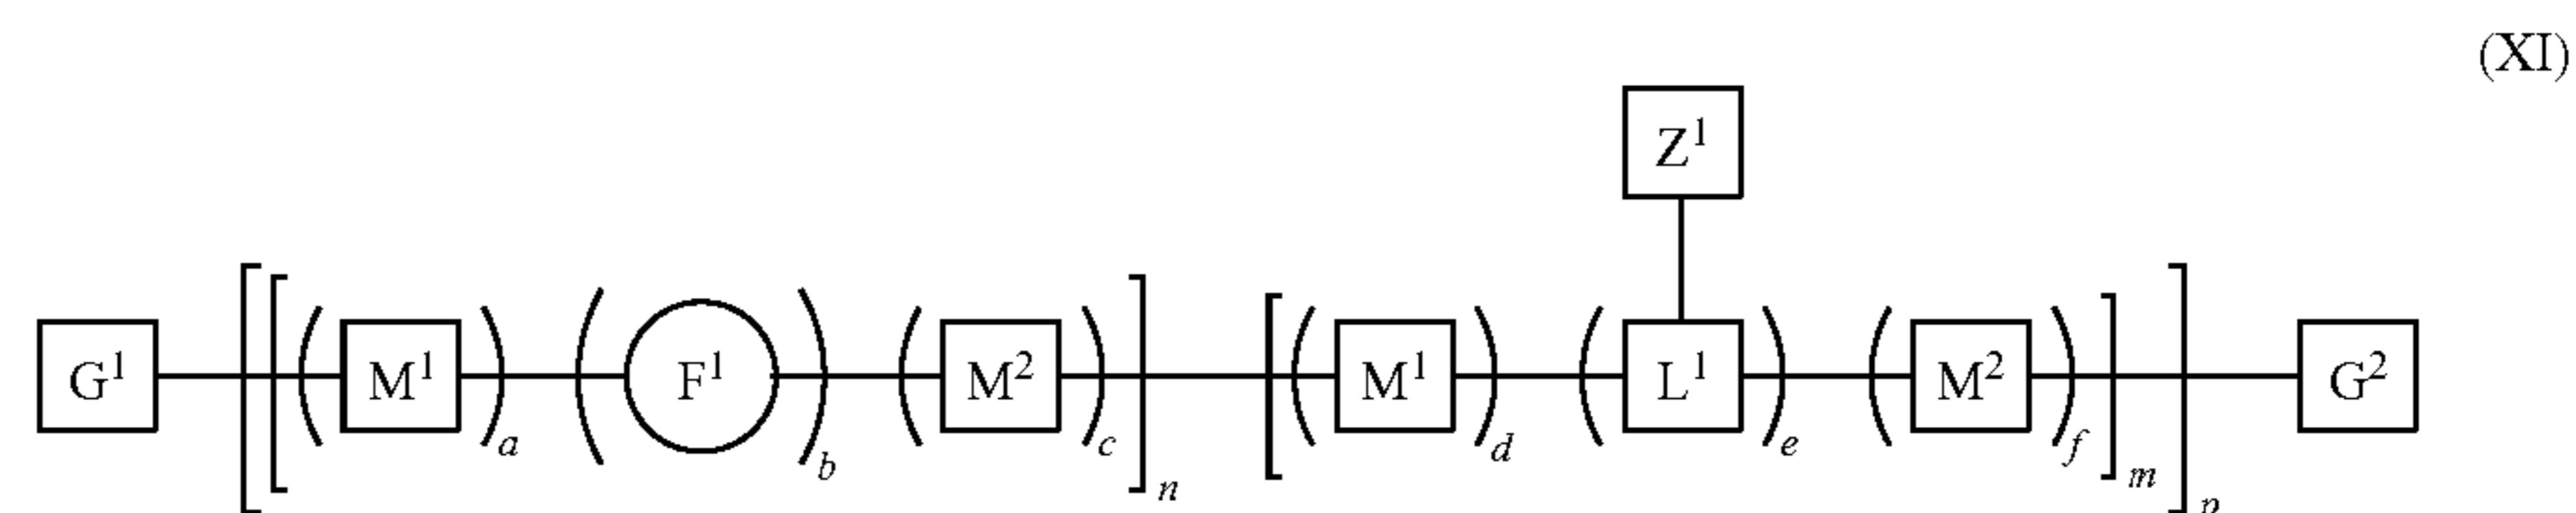 (XI)
Z¹
G¹ [ [ ( M¹ )a ( F¹ )b ( M² )c ]n [ ( M¹ )d ( L¹ )e ( M² )f ]m ] G²